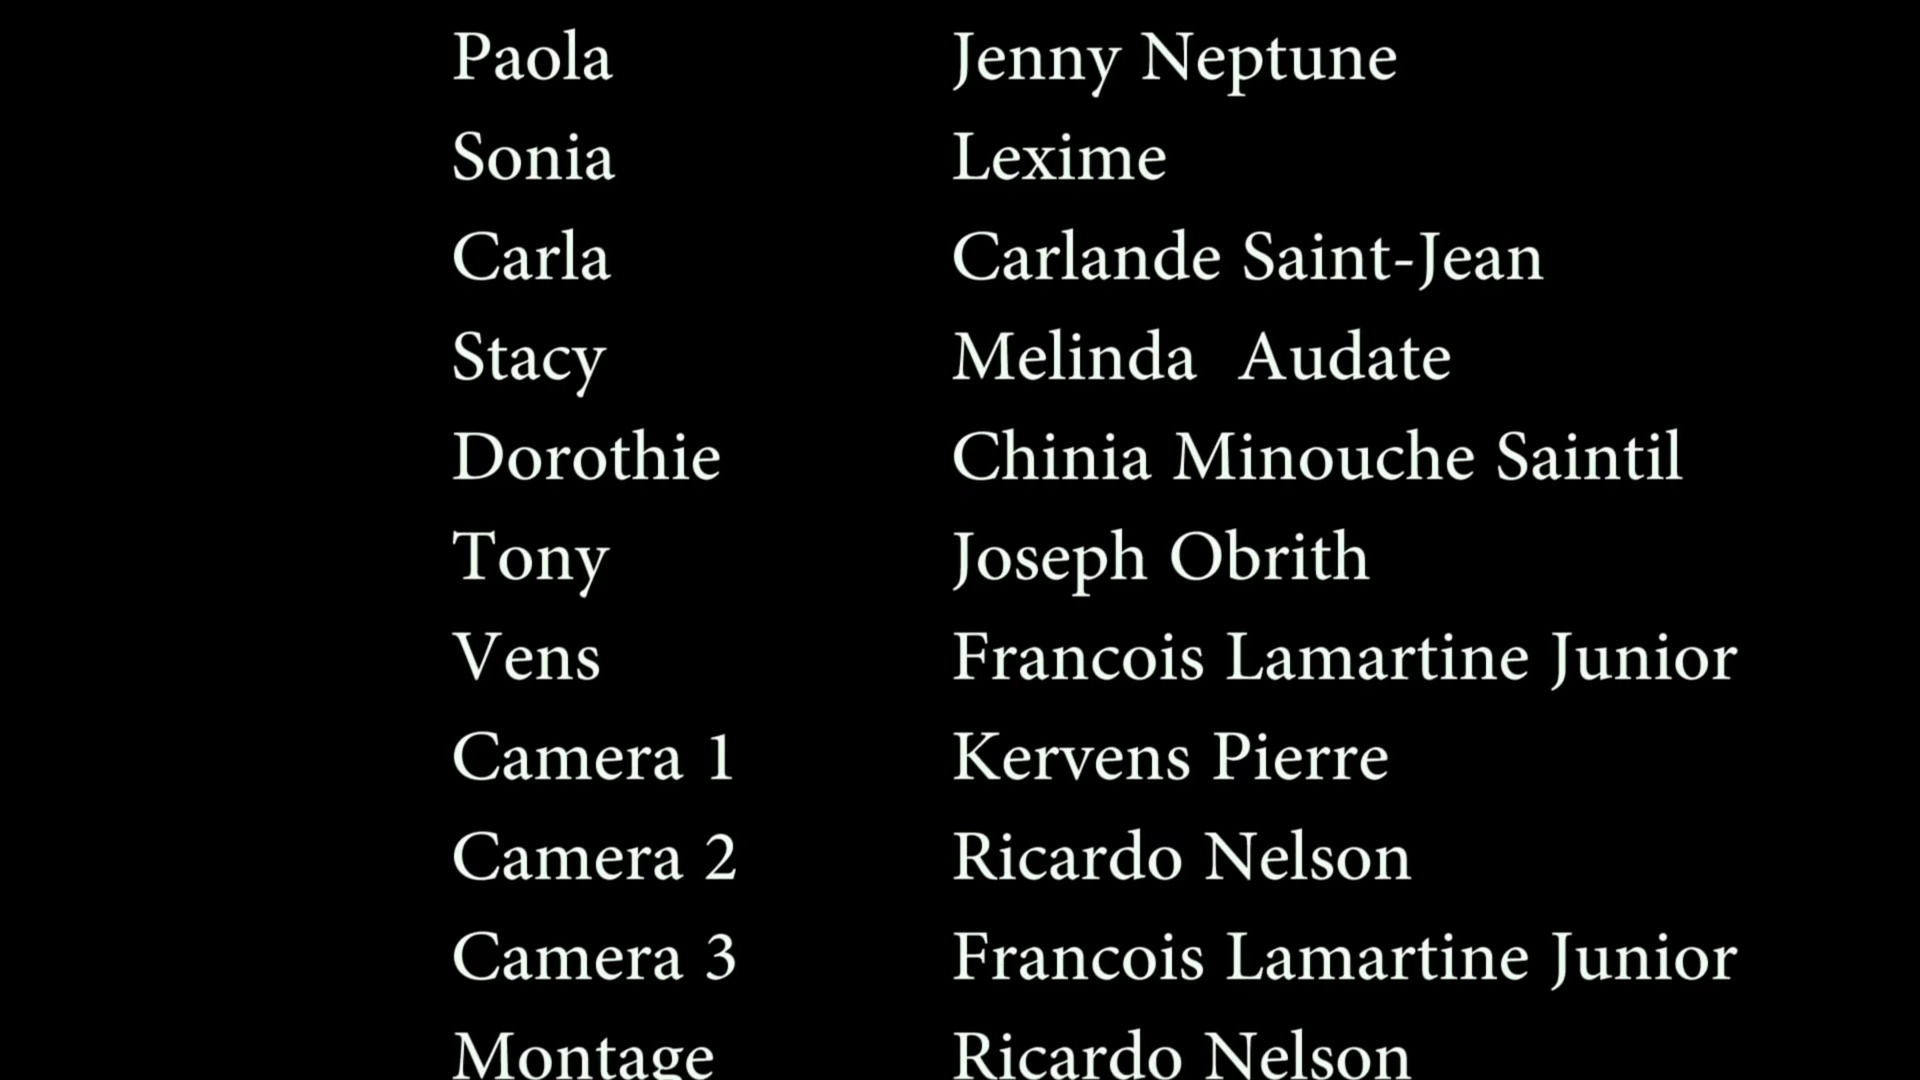 Paola Jenny Neptune
Sonia Lexime
Carla Carlande Saint-Jean
Stacy Melinda  Audate
Dorothie Chinia Minouche Saintil
Tony Joseph Obrith
Vens Francois Lamartine Junior
Camera 1 Kervens Pierre
Camera 2 Ricardo Nelson
Camera 3 Francois Lamartine Junior
Montage Ricardo Nelson